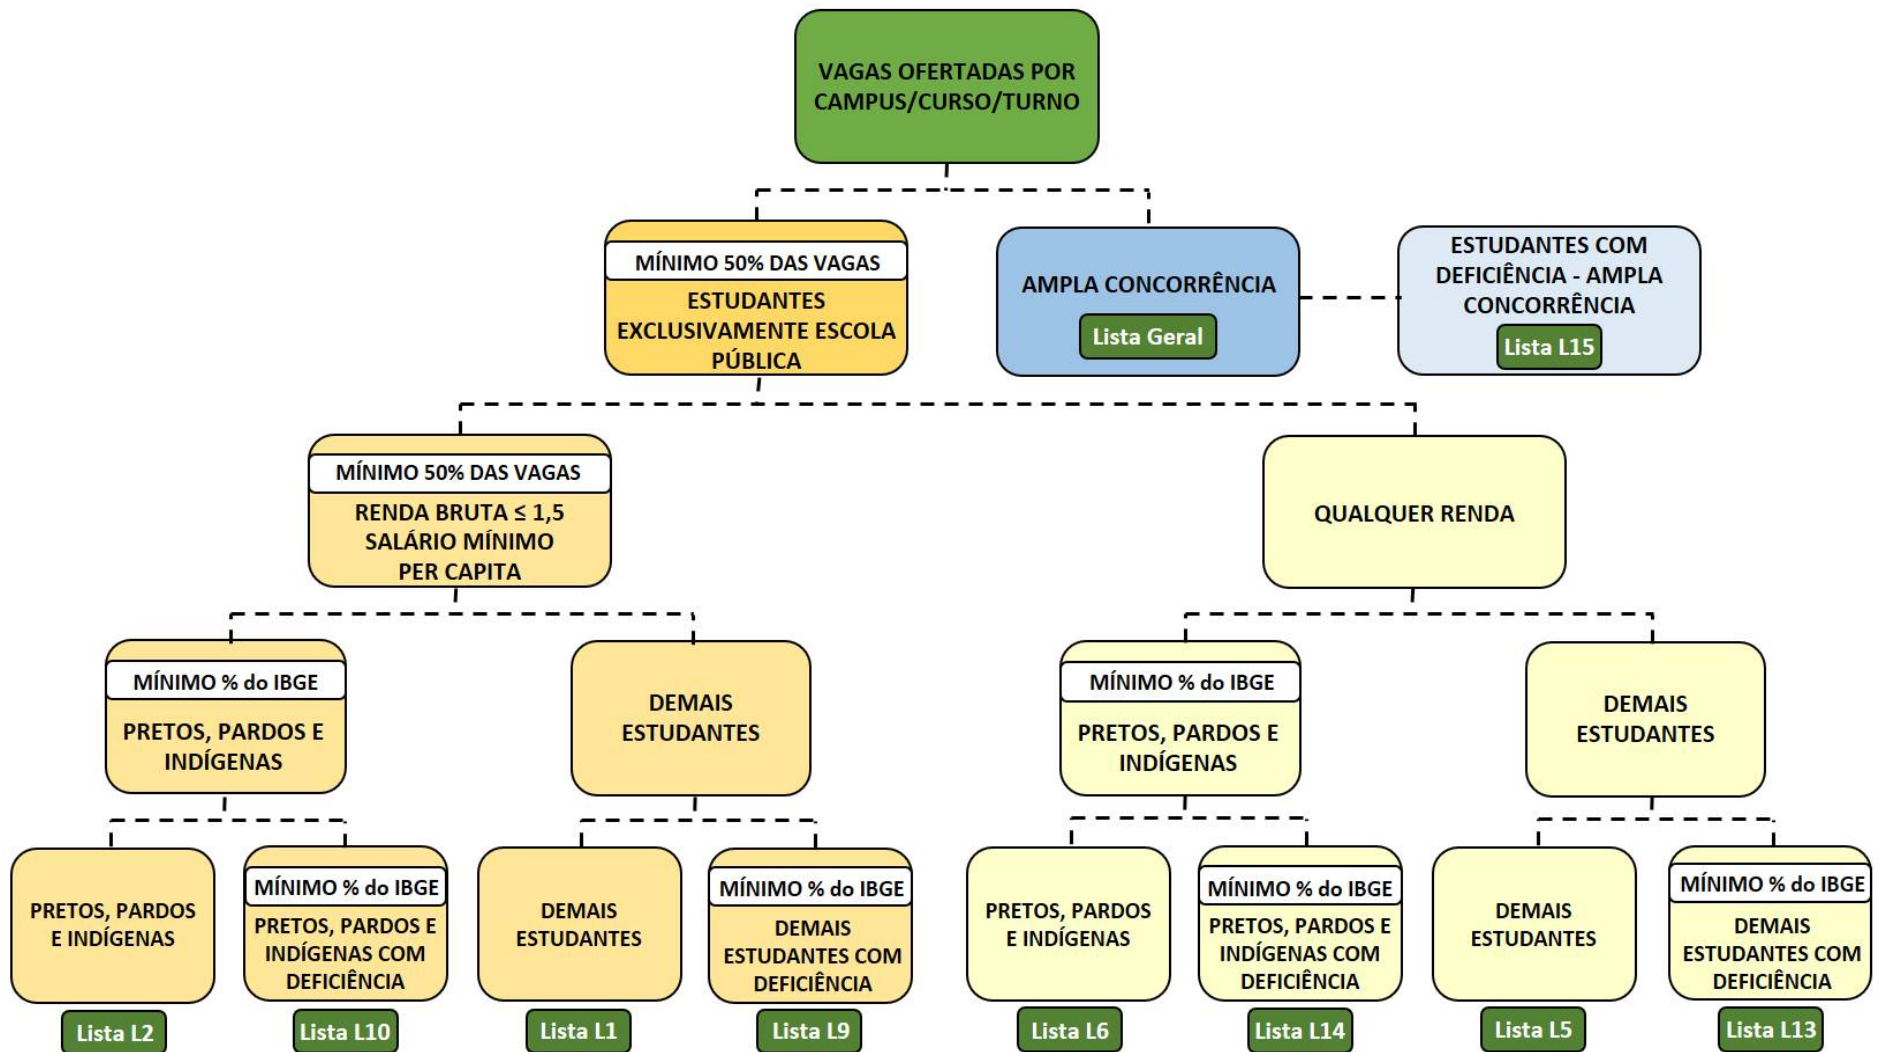 VAGAS OFERTADAS POR
CAMPUS/CURSO/TURNO
MÍNIMO 50% DAS VAGAS
ESTUDANTES
EXCLUSIVAMENTE ESCOLA
PÚBLICA
AMPLA CONCORRÊNCIA
Lista Geral
ESTUDANTES COM
DEFICIÊNCIA - AMPLA
CONCORRÊNCIA
Lista L15
MÍNIMO 50% DAS VAGAS
RENDA BRUTA ≤ 1,5
SALÁRIO MÍNIMO
PER CAPITA
QUALQUER RENDA
MÍNIMO % do IBGE
PRETOS, PARDOS E
INDÍGENAS
DEMAIS
ESTUDANTES
MÍNIMO % do IBGE
PRETOS, PARDOS E
INDÍGENAS
DEMAIS
ESTUDANTES
PRETOS, PARDOS
E INDÍGENAS
Lista L2
MÍNIMO % do IBGE
PRETOS, PARDOS E
INDÍGENAS COM
DEFICIÊNCIA
Lista L10
DEMAIS
ESTUDANTES
Lista L1
MÍNIMO % do IBGE
DEMAIS
ESTUDANTES COM
DEFICIÊNCIA
Lista L9
PRETOS, PARDOS
E INDÍGENAS
Lista L6
MÍNIMO % do IBGE
PRETOS, PARDOS E
INDÍGENAS COM
DEFICIÊNCIA
Lista L14
DEMAIS
ESTUDANTES
Lista L5
MÍNIMO % do IBGE
DEMAIS
ESTUDANTES COM
DEFICIÊNCIA
Lista L13